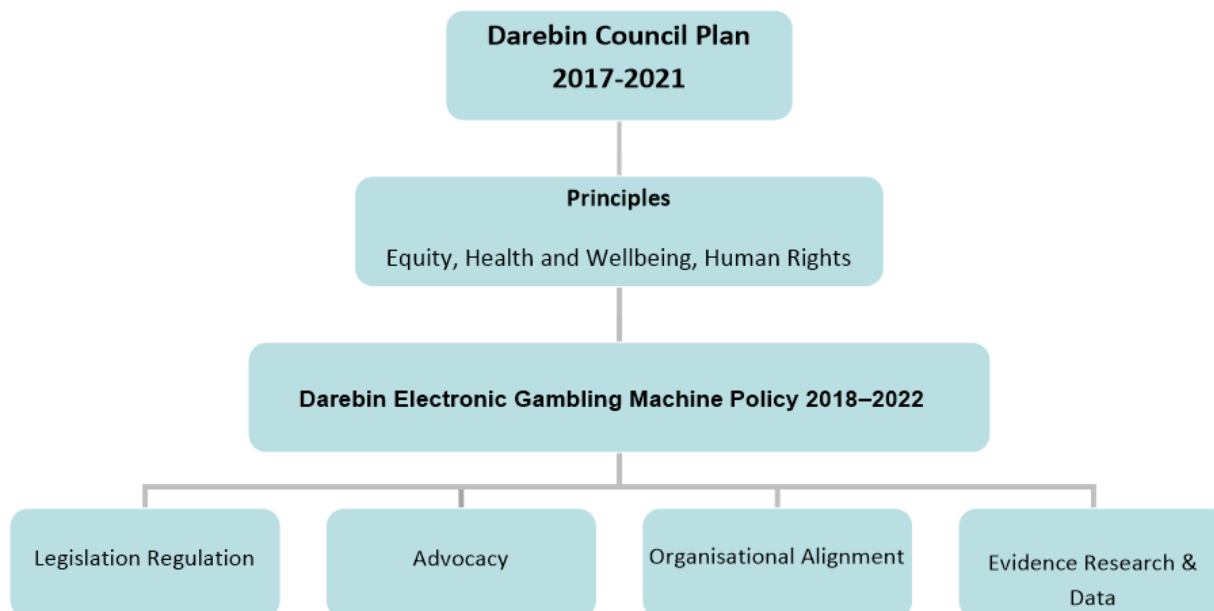 Darebin Council Plan
2017-2021
Principles
Equity, Health and Wellbeing, Human Rights
Darebin Electronic Gambling Machine Policy 2018–2022
Legislation Regulation
Advocacy
Organisational Alignment
Evidence Research &
Data